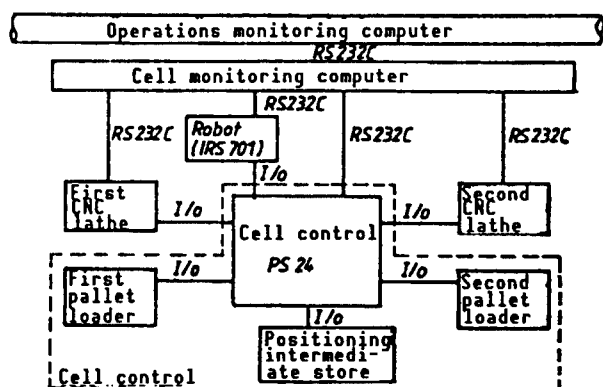 Operations monitoring computer
RS232C
Cell monitoring computer
RS232C
RS232C
RS232C
RS232C
Robot
(IRS 701)
I/o
First
CNC
lathe
I/o
Cell control
PS 24
I/o
Second
CNC
lathe
First
pallet
loader
I/o
I/o
Second
pallet
loader
I/o
Positioning
intermedi-
ate store
Cell control